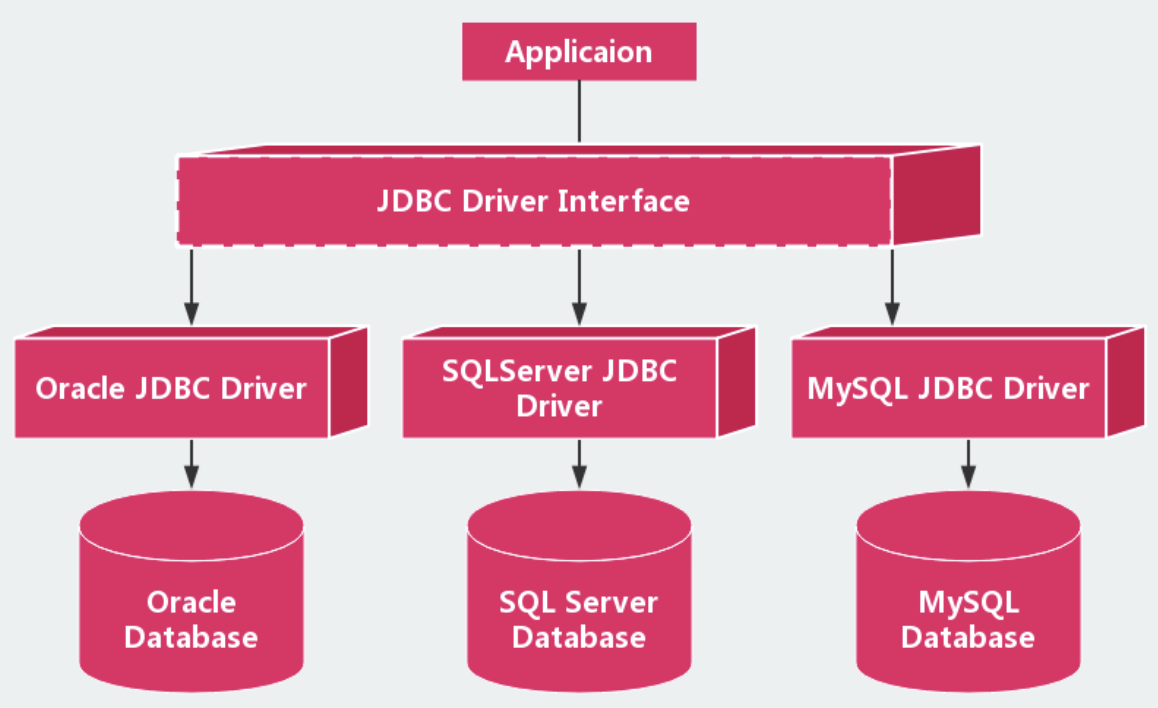 Applicaion
JDBC Driver Interface
Oracle JDBC Driver
SQLServer JDBC
Driver
MySQL JDBC Driver
Oracle
Database
SQL Server
Database
MySQL
Database